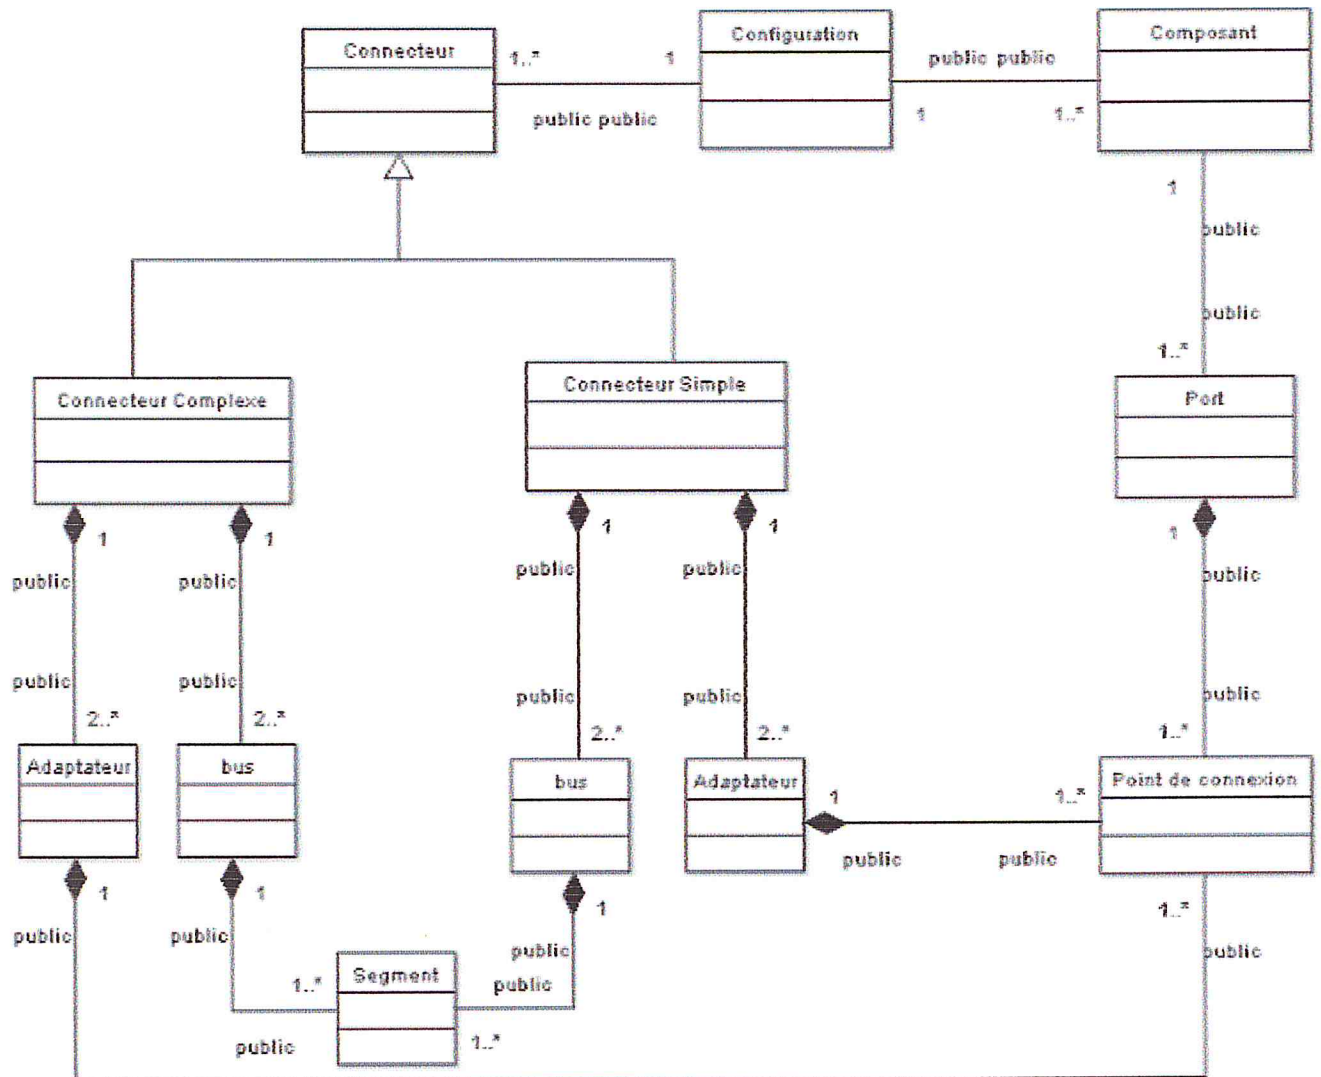 Connecteur
1..*
1
public public
Configuration
public public
1
1..*
Composant
1
public
public
1..*
Connecteur Complexe
Connecteur Simple
Port
1
1
1
1
1
public
public
public
public
public
public
public
public
public
public
2..*
2..*
2..*
2..*
1..*
Adaptateur
bus
bus
Adaptateur
1
1..*
Point de connexion
public
public
1
1
1
1..*
public
public
public
public
public
1..*
Segment
public
1..*